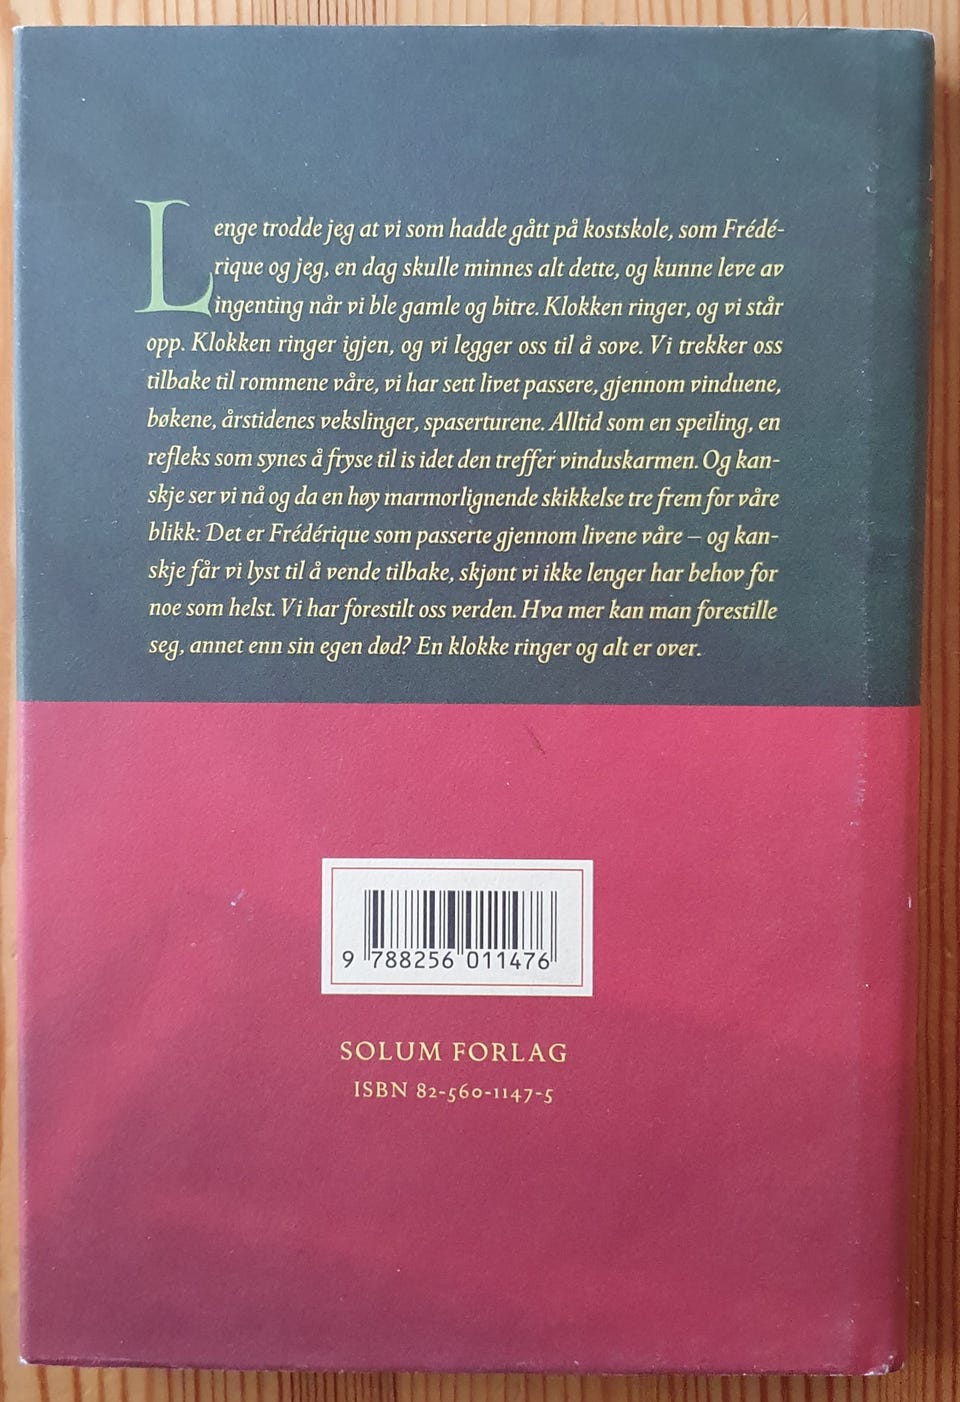 Lenge trodde jeg at vi som hadde gått på kostskole, som Frédé-
rique og jeg, en dag skulle minnes alt dette, og kunne leve av
ingenting når vi ble gamle og bitre. Klokken ringer, og vi står
opp. Klokken ringer igjen, og vi legger oss til å sove. Vi trekker oss
tilbake til rommene våre, vi har sett livet passere, gjennom vinduene,
bøkene, årstidenes vekslinger, spaserturene. Alltid som en speiling, en
refleks som synes å fryse til is idet den treffer vinduskarmen. Og kan-
skje ser vi nå og da en høy marmorlignende skikkelse tre frem for våre
blikk: Det er Frédérique som passerte gjennom livene våre – og kan-
skje får vi lyst til å vende tilbake, skjønt vi ikke lenger har behov for
noe som helst. Vi har forestilt oss verden. Hva mer kan man forestille
seg, annet enn sin egen død? En klokke ringer og alt er over.
9 788256 011476
SOLUM FORLAG
ISBN 82-560-1147-5